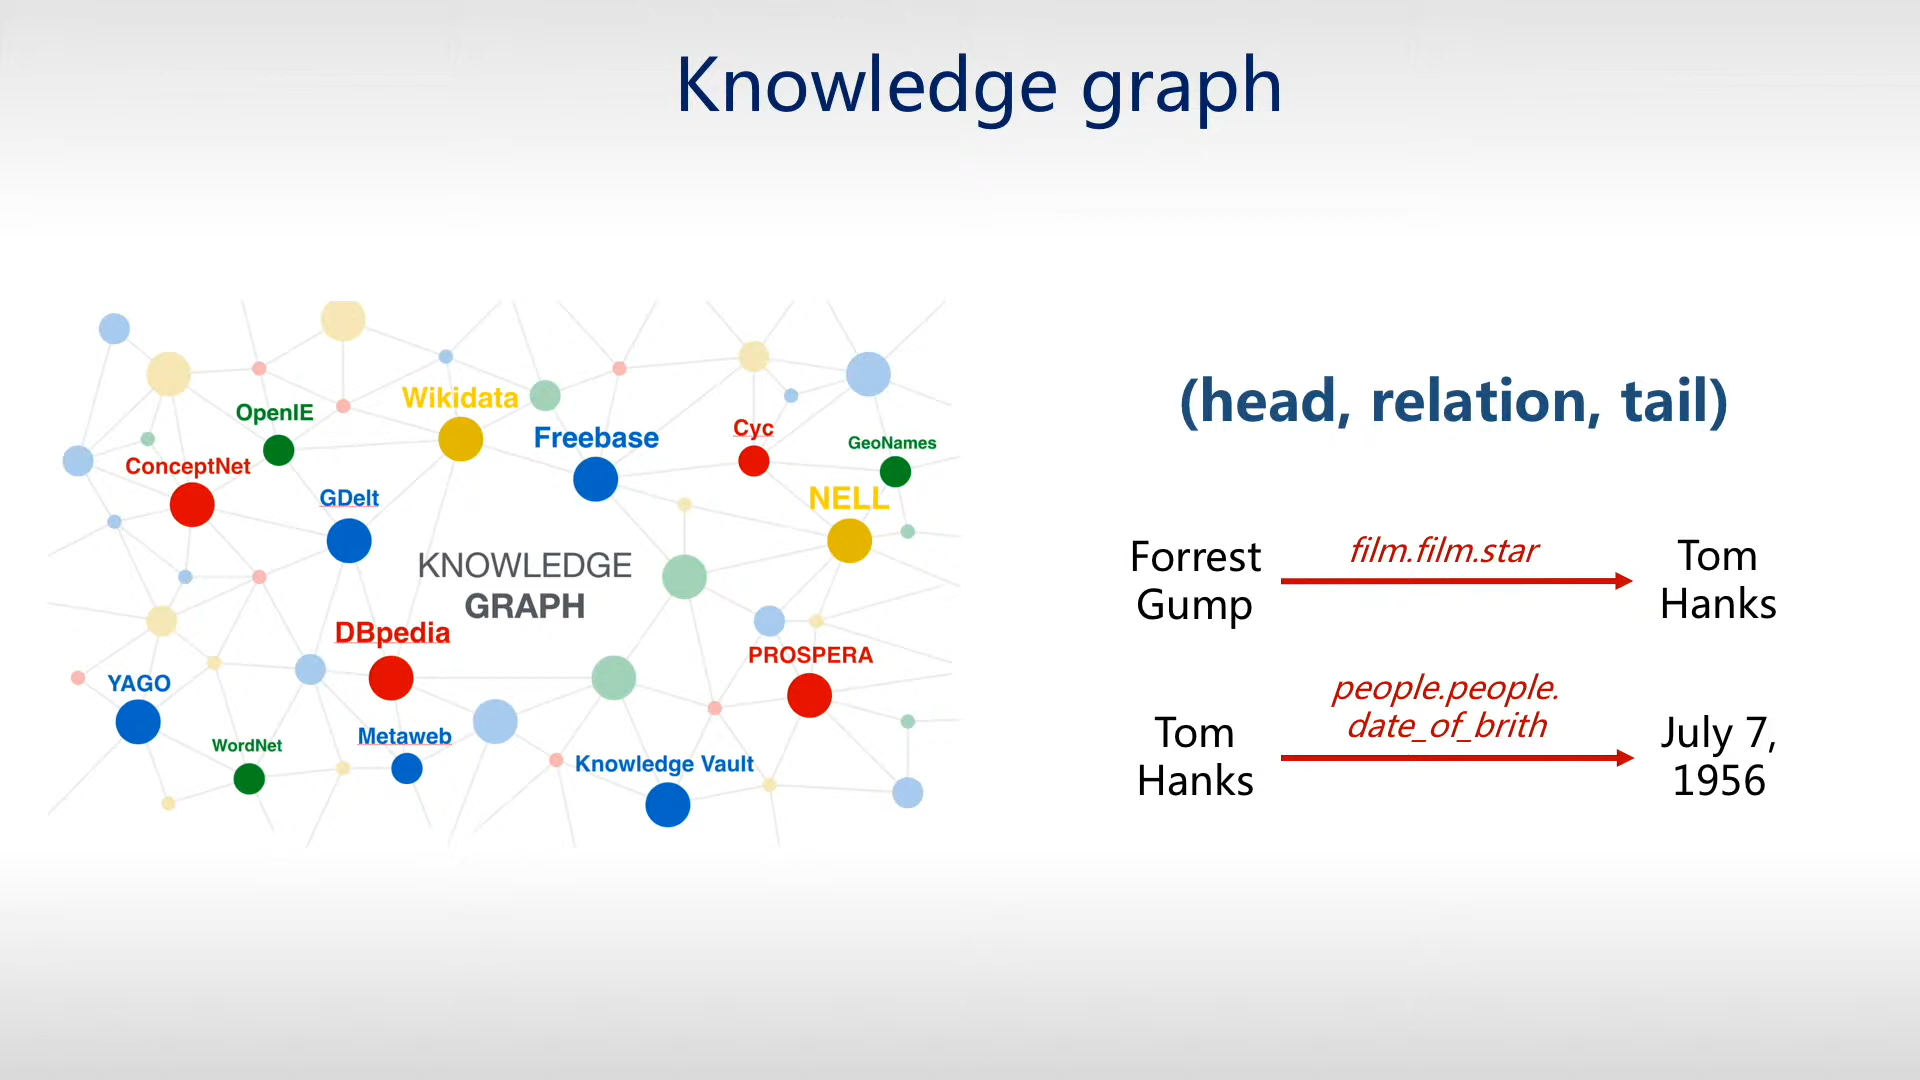 Knowledge graph
Wikidata
OpenIE
Freebase
Cyc
GeoNames
ConceptNet
GDelt
NELL
KNOWLEDGE
GRAPH
DBpedia
PROSPERA
YAGO
Metaweb
WordNet
Knowledge Vault
(head, relation, tail)
Forrest
Gump
film.film.star
Tom
Hanks
Tom
Hanks
people.people.
date_of_brith
July 7,
1956